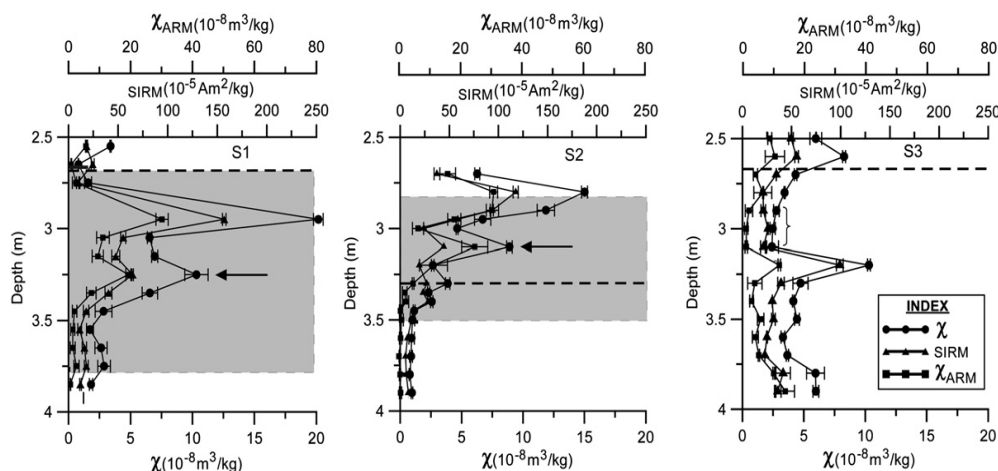 χARM(10-8m3/kg)
0 20 40 60 80
SIRM(10-5Am2/kg)
0 50 100 150 200 250
2.5
3
3.5
4
Depth (m)
S1
0 5 10 15 20
χ(10-8m3/kg)
χARM(10-8m3/kg)
0 20 40 60 80
SIRM(10-5Am2/kg)
0 50 100 150 200 250
2.5
3
3.5
4
Depth (m)
S2
0 5 10 15 20
χ(10-8m3/kg)
χARM(10-8m3/kg)
0 20 40 60 80
SIRM(10-5Am2/kg)
0 50 100 150 200 250
2.5
3
3.5
4
Depth (m)
S3
INDEX
χ
SIRM
χARM
0 5 10 15 20
χ(10-8m3/kg)